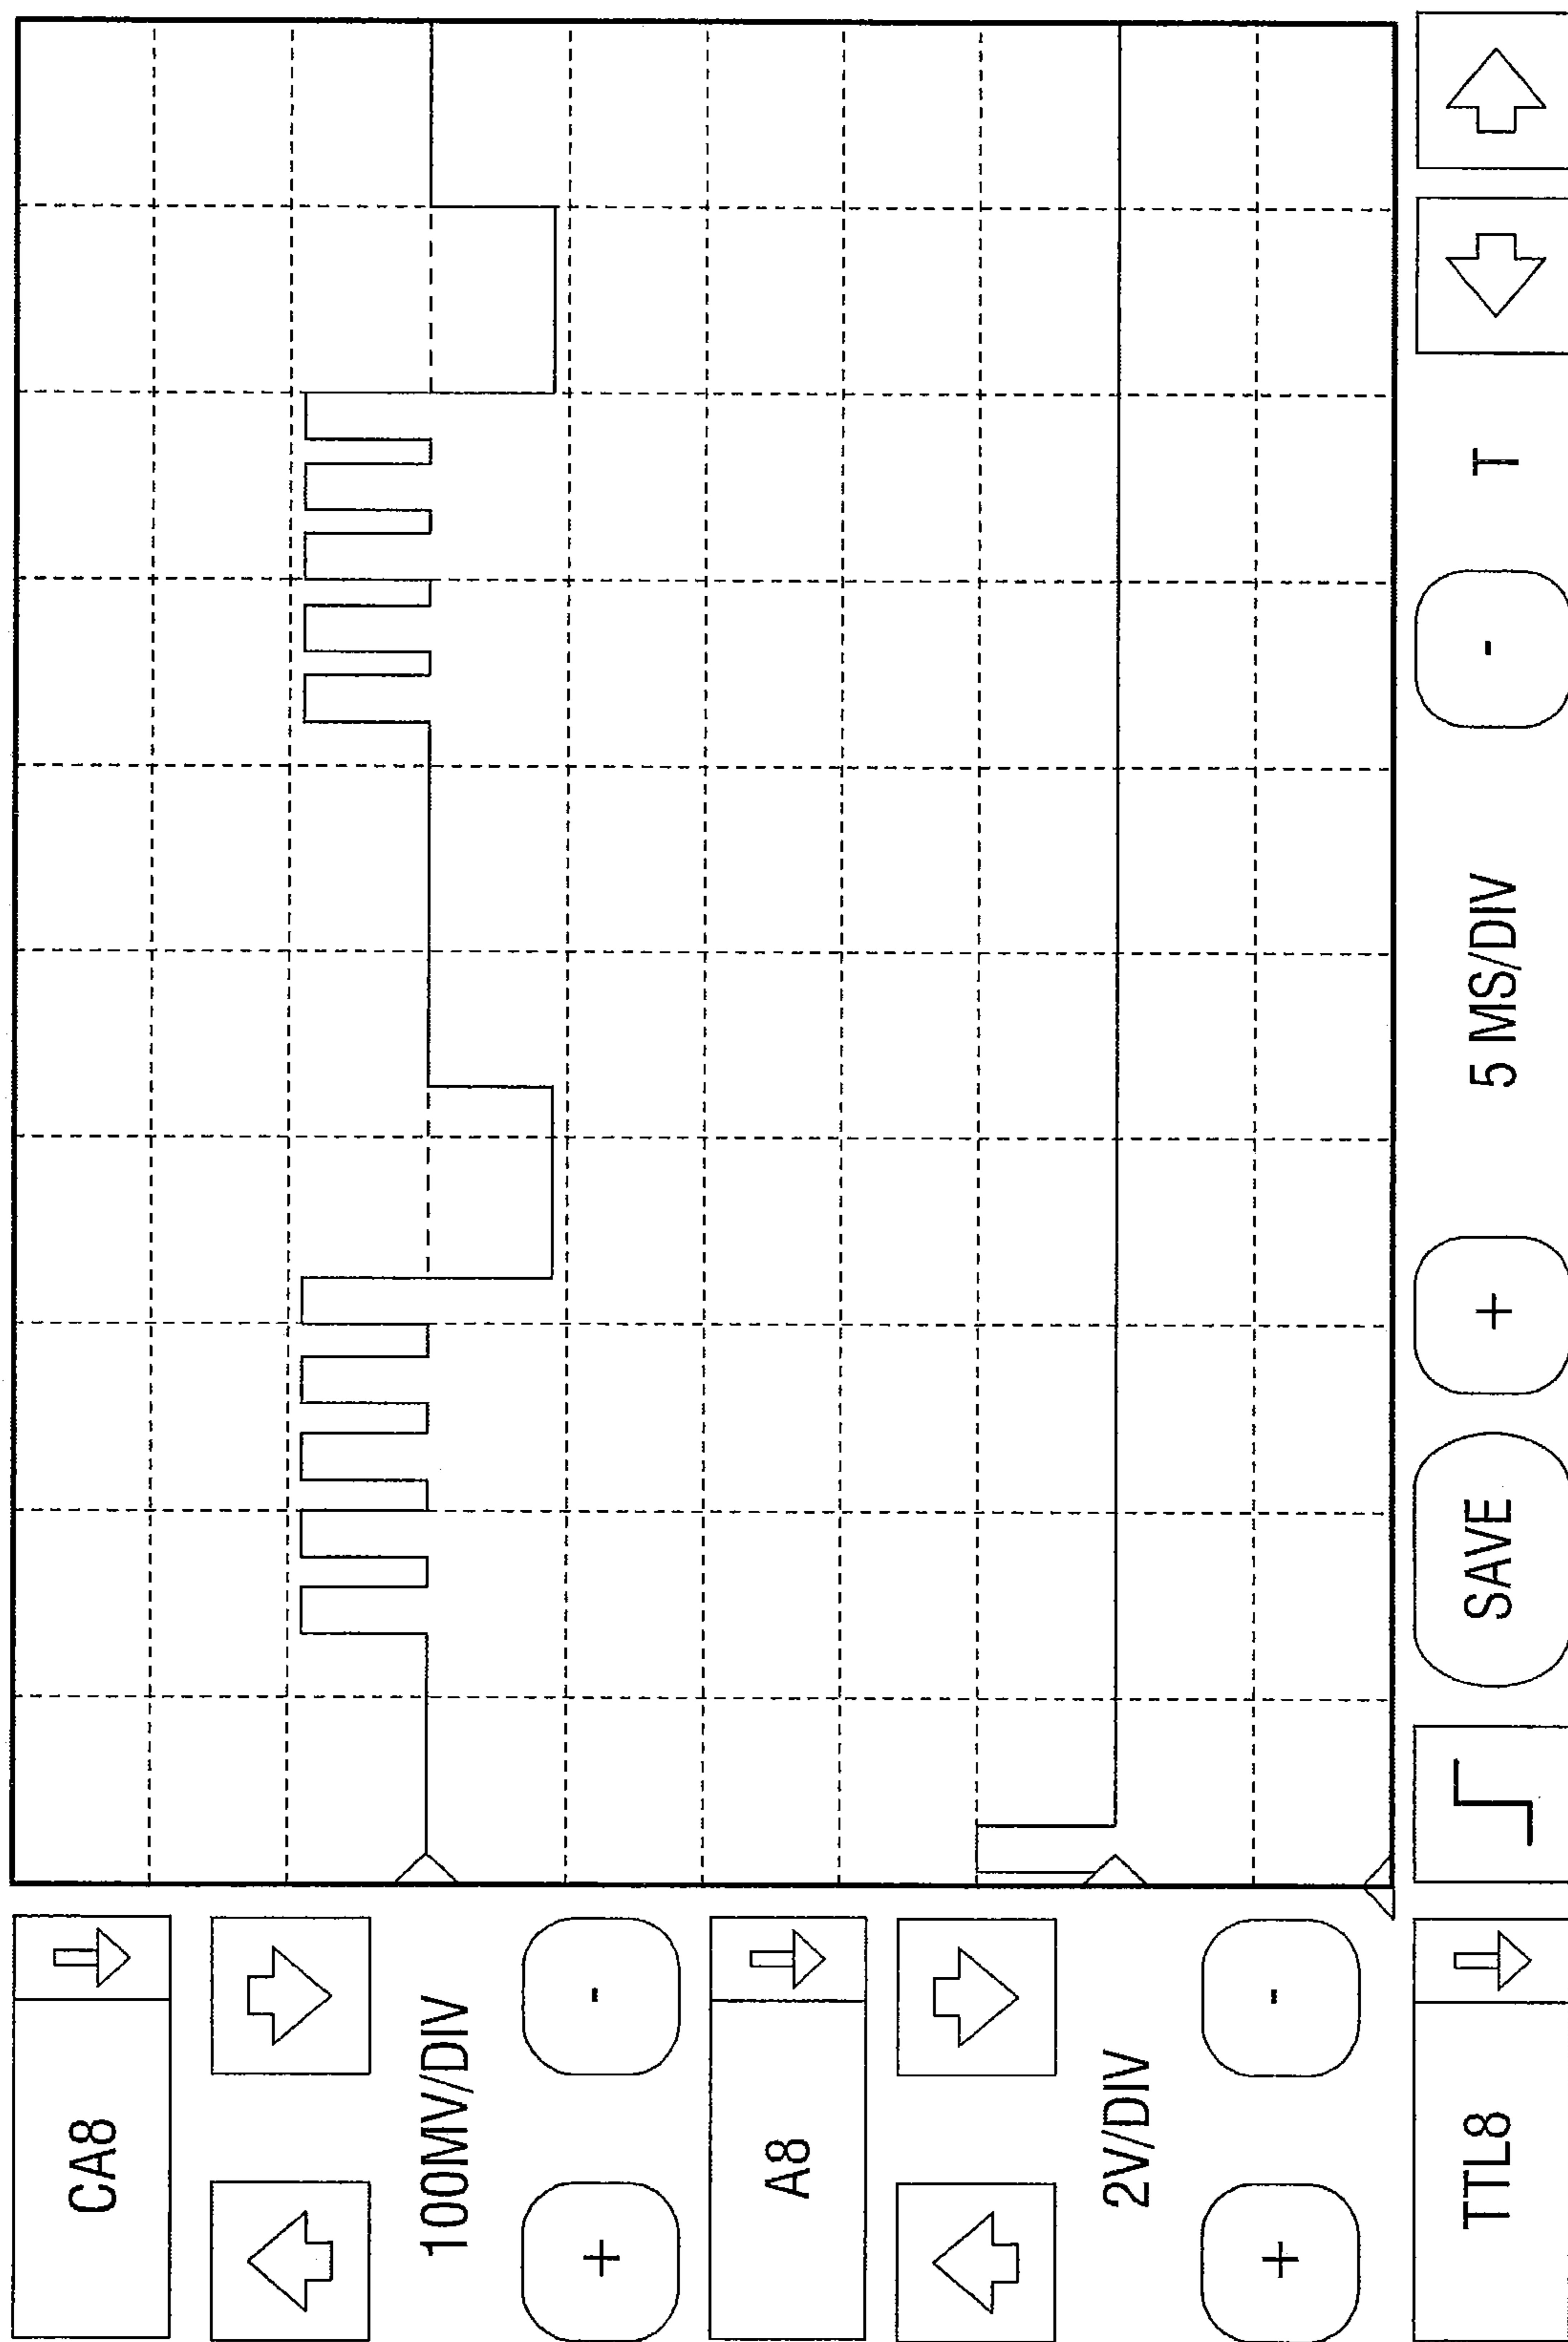 CA8
100MV/DIV
+
-
A8
2V/DIV
+
-
TTL8
SAVE
+
5 MS/DIV
-
T